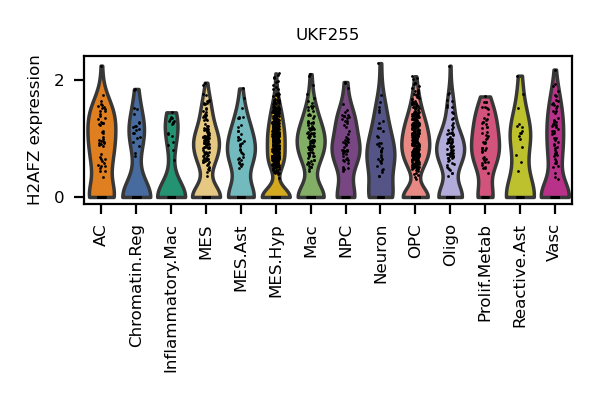 UKF255
H2AFZ expression
2
0
AC
Chromatin.Reg
Inflammatory.Mac
MES
MES.Ast
MES.Hyp
Mac
NPC
Neuron
OPC
Oligo
Prolif.Metab
Reactive.Ast
Vasc